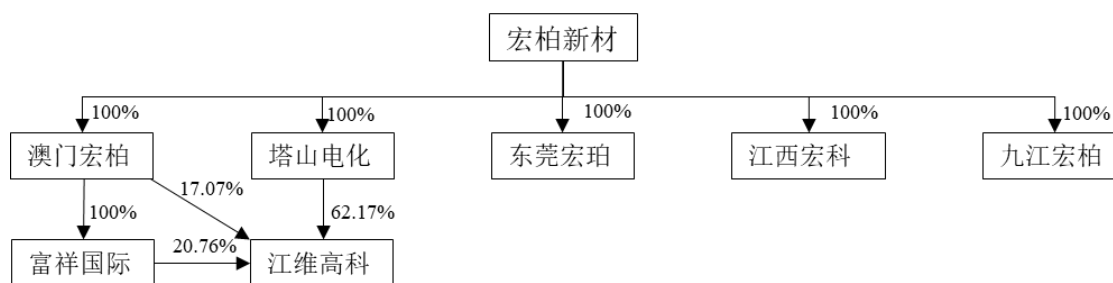 宏柏新材
100%
100%
100%
100%
100%
澳门宏柏
塔山电化
东莞宏珀
江西宏科
九江宏柏
17.07%
100%
62.17%
20.76%
富祥国际
江维高科